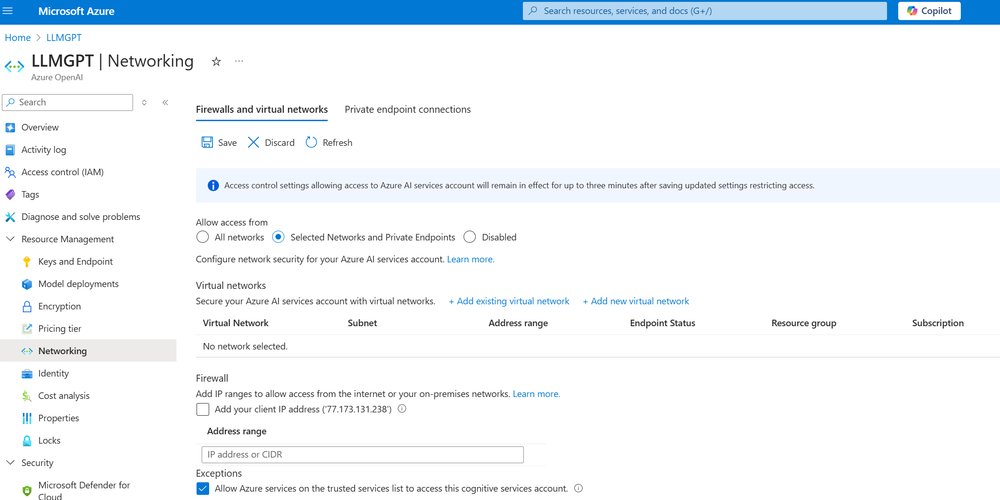 Microsoft Azure
Search resources, services, and docs (G+/)
Copilot
Home > LLMGPT
LLMGPT | Networking
Azure OpenAI
Search
Overview
Activity log
Access control (IAM)
Tags
Diagnose and solve problems
Resource Management
Keys and Endpoint
Model deployments
Encryption
Pricing tier
Networking
Identity
Cost analysis
Properties
Locks
Security
Microsoft Defender for
Cloud
Firewalls and virtual networks Private endpoint connections
Save Discard Refresh
Access control settings allowing access to Azure AI services account will remain in effect for up to three minutes after saving updated settings restricting access.
Allow access from
All networks Selected Networks and Private Endpoints Disabled
Configure network security for your Azure AI services account. Learn more.
Virtual networks
Secure your Azure AI services account with virtual networks. + Add existing virtual network + Add new virtual network
Virtual Network Subnet Address range Endpoint Status Resource group Subscription
No network selected.
Firewall
Add IP ranges to allow access from the internet or your on-premises networks. Learn more.
Add your client IP address ('77.173.131.238')
Address range
IP address or CIDR
Exceptions
Allow Azure services on the trusted services list to access this cognitive services account.